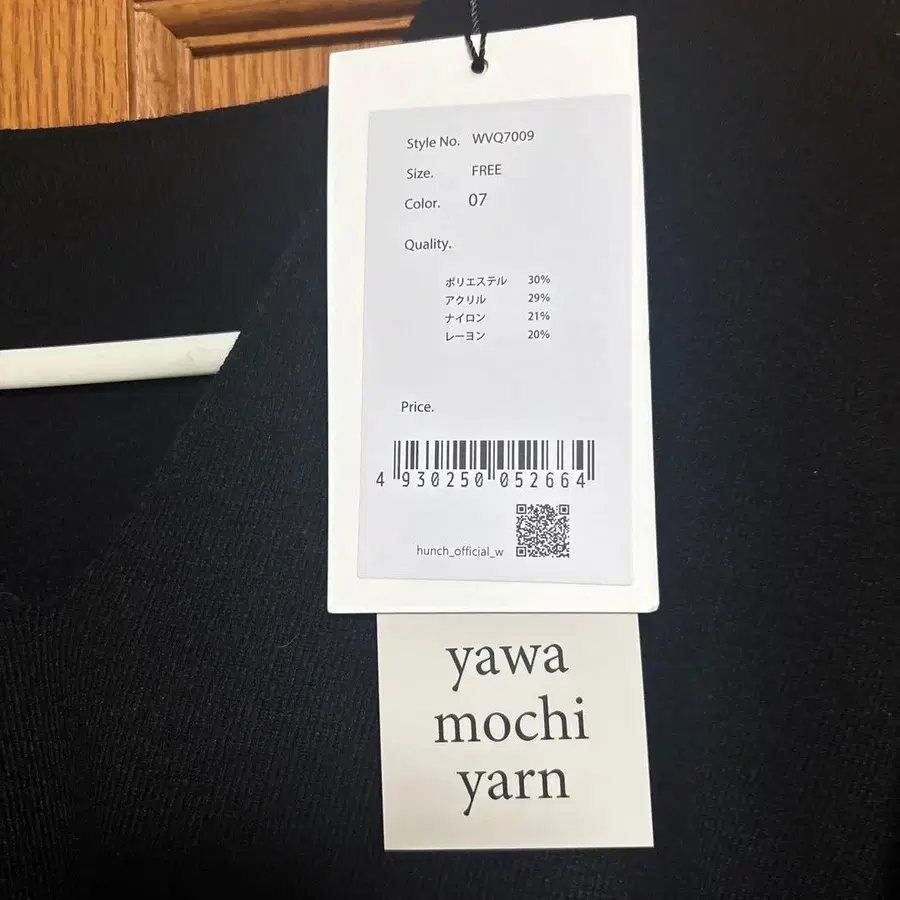 Style No. WVQ7009
Size. FREE
Color. 07
Quality.
ポリエステル 30%
アクリル 29%
ナイロン 21%
レーヨン 20%
Price.
4 930250 052664
hunch_official_w
yawa
mochi
yarn